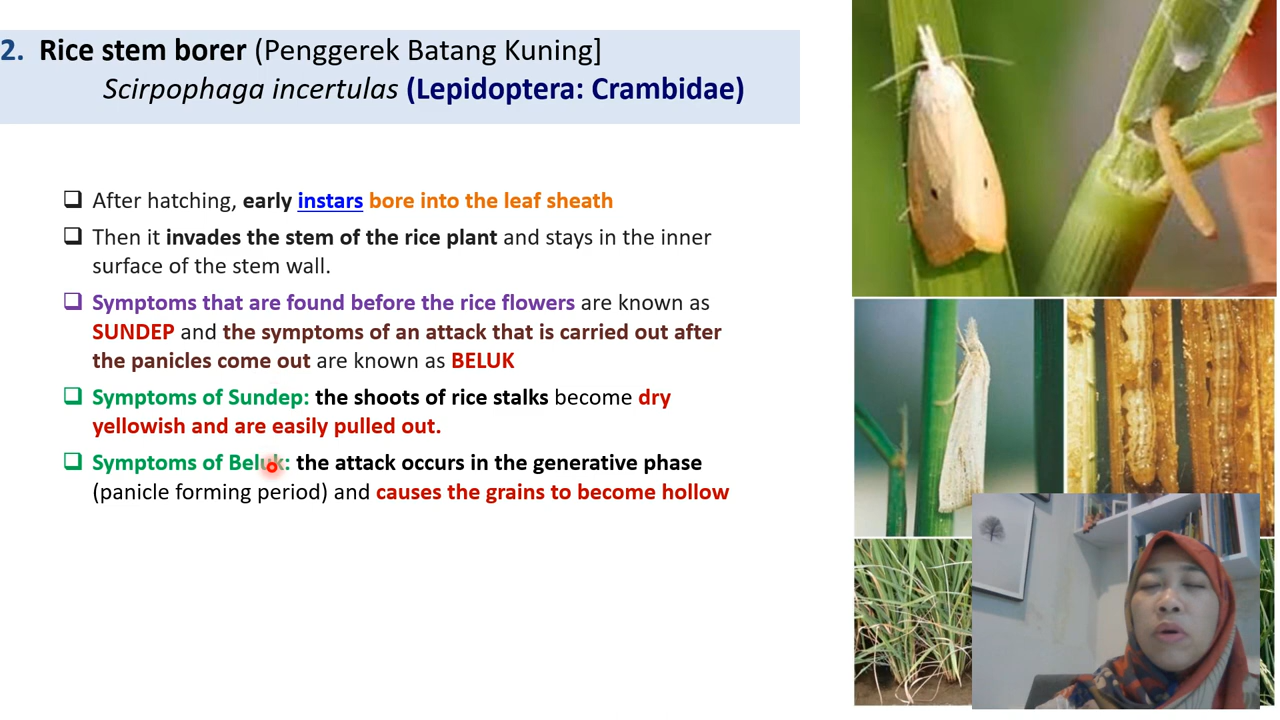 2. Rice stem borer (Penggerek Batang Kuning]
Scirpophaga incertulas (Lepidoptera: Crambidae)
❑ After hatching, early instars bore into the leaf sheath
❑ Then it invades the stem of the rice plant and stays in the inner
surface of the stem wall.
❑ Symptoms that are found before the rice flowers are known as
SUNDEP and the symptoms of an attack that is carried out after
the panicles come out are known as BELUK
❑ Symptoms of Sundep: the shoots of rice stalks become dry
yellowish and are easily pulled out.
❑ Symptoms of Beluk: the attack occurs in the generative phase
(panicle forming period) and causes the grains to become hollow